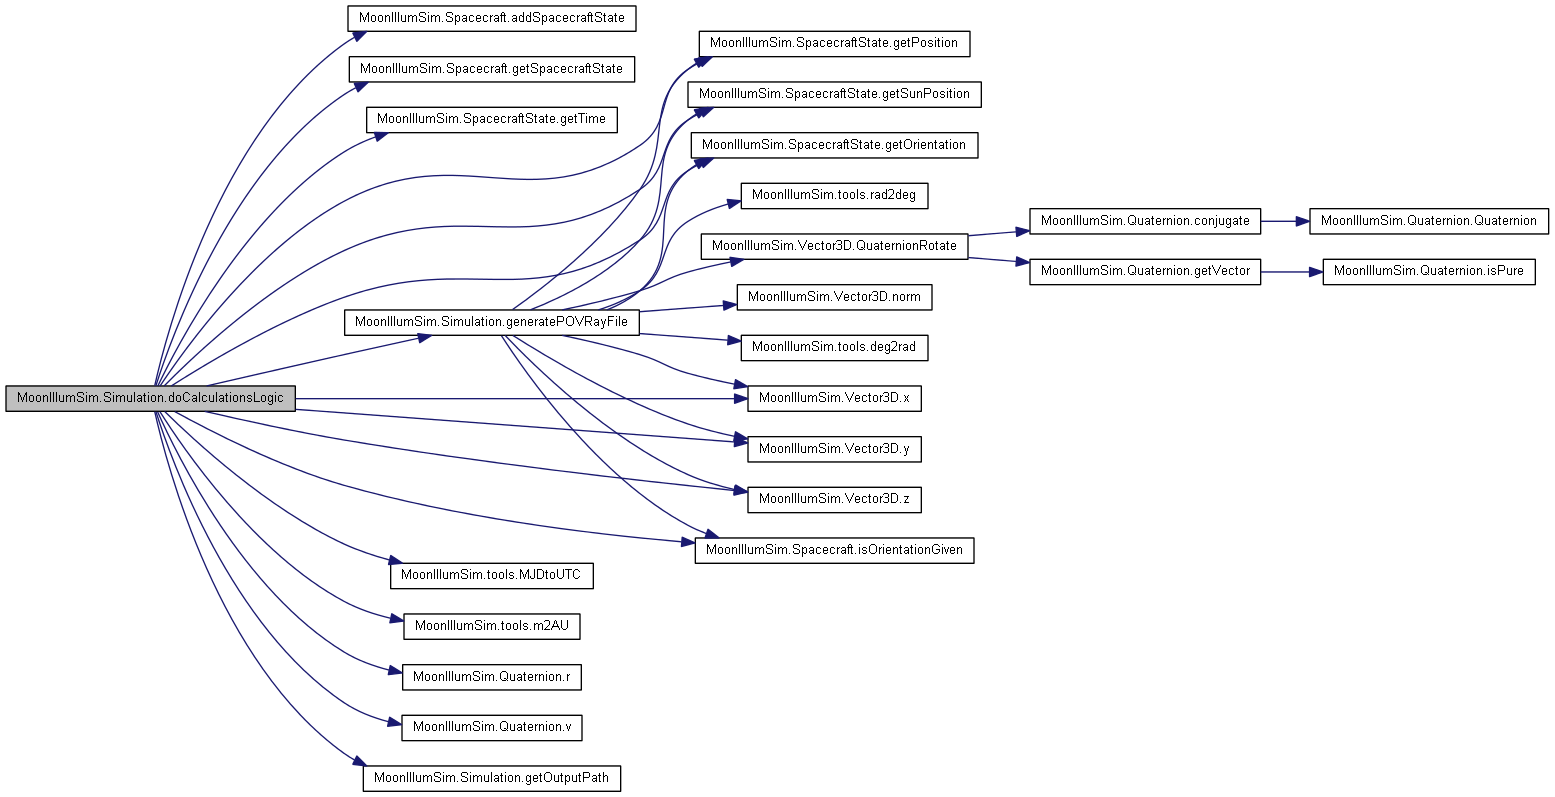 MoonIllumSim.Spacecraft.addSpacecraftState
MoonIllumSim.SpacecraftState.getPosition
MoonIllumSim.Spacecraft.getSpacecraftState
MoonIllumSim.SpacecraftState.getSunPosition
MoonIllumSim.SpacecraftState.getTime
MoonIllumSim.SpacecraftState.getOrientation
MoonIllumSim.tools.rad2deg
MoonIllumSim.Quaternion.conjugate
MoonIllumSim.Quaternion.Quaternion
MoonIllumSim.Vector3D.QuaternionRotate
MoonIllumSim.Quaternion.getVector
MoonIllumSim.Quaternion.isPure
MoonIllumSim.Vector3D.norm
MoonIllumSim.Simulation.generatePOVRayFile
MoonIllumSim.tools.deg2rad
MoonIllumSim.Simulation.doCalculationsLogic
MoonIllumSim.Vector3D.x
MoonIllumSim.Vector3D.y
MoonIllumSim.Vector3D.z
MoonIllumSim.Spacecraft.isOrientationGiven
MoonIllumSim.tools.MJDtoUTC
MoonIllumSim.tools.m2AU
MoonIllumSim.Quaternion.r
MoonIllumSim.Quaternion.v
MoonIllumSim.Simulation.getOutputPath